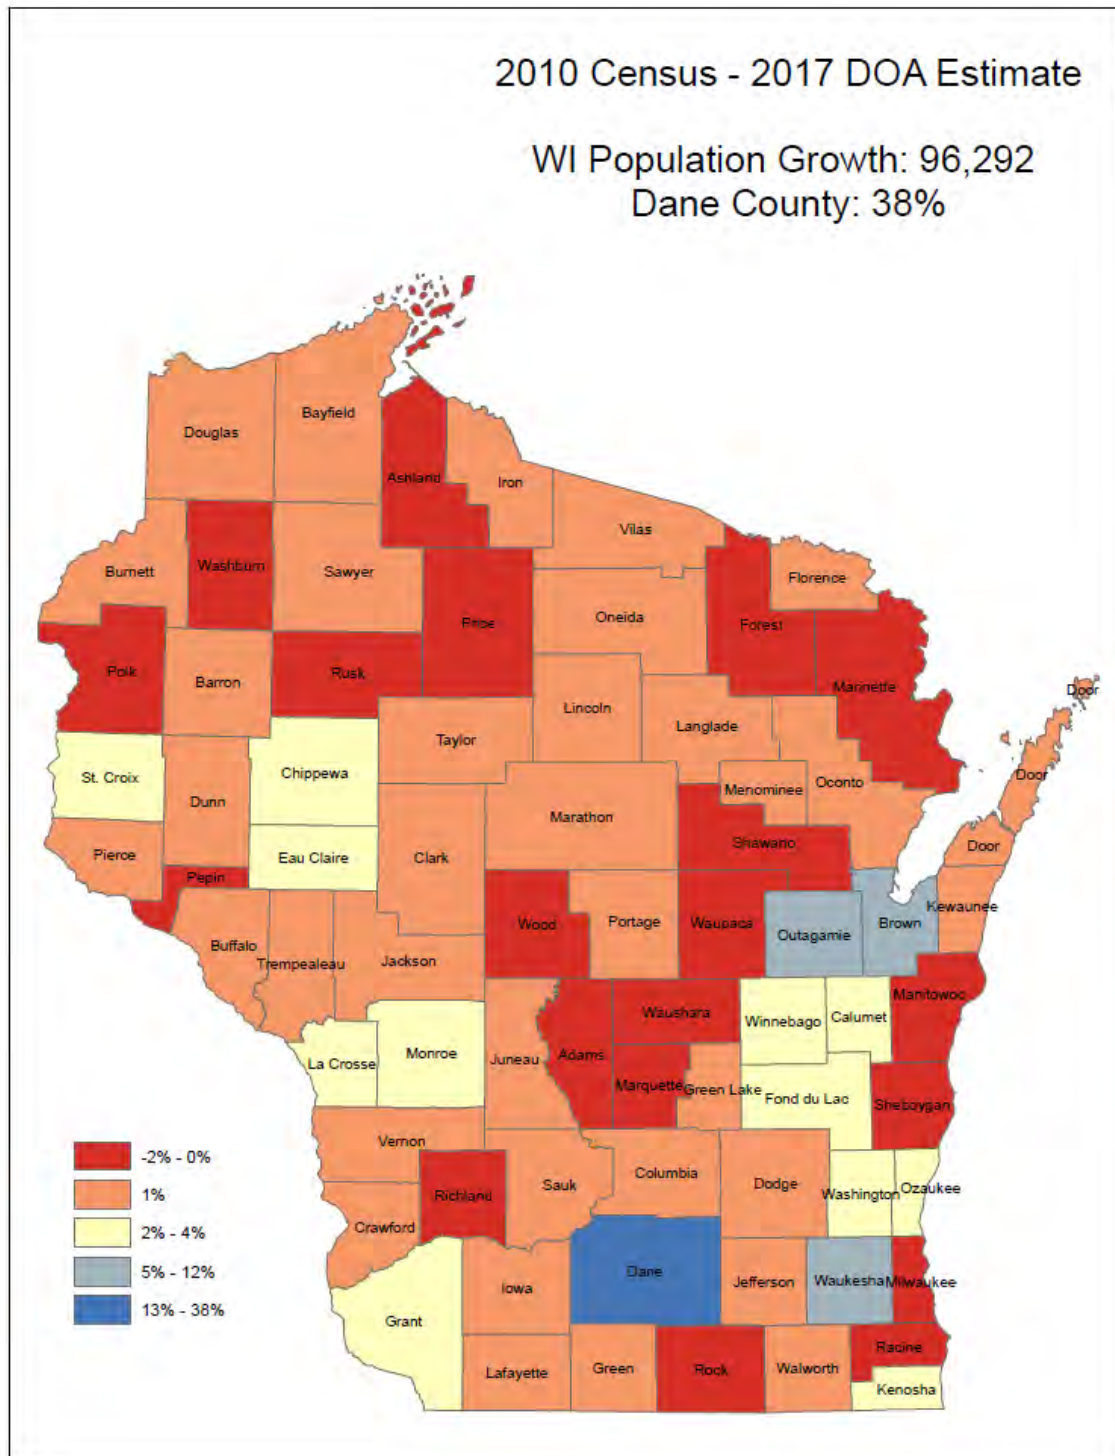 2010 Census - 2017 DOA Estimate
WI Population Growth: 96,292
Dane County: 38%
Bayfield
Douglas
Ashland
Iron
Vilas
Washburn
Burnett
Sawyer
Florence
Oneida
Price
Forest
Polk
Rusk
Barron
Marinette
Door
Lincoln
Langlade
Taylor
St. Croix
Chippewa
Door
Oconto
Menominee
Dunn
Marathon
Shawano
Door
Pierce
Eau Claire
Clark
Pepin
Kewaunee
Wood
Portage
Waupaca
Brown
Outagamie
Buffalo
Trempealeau
Jackson
Manitowoc
Waushara
Winnebago
Calumet
Monroe
Adams
Juneau
La Crosse
Marquette
Green Lake
Fond du Lac
Sheboygan
Vernon
Columbia
Sauk
Dodge
Washington
Ozaukee
Richland
Crawford
Dane
Jefferson
Waukesha
Milwaukee
Iowa
Grant
Racine
Lafayette
Green
Rock
Walworth
Kenosha
-2% - 0%
1%
2% - 4%
5% - 12%
13% - 38%